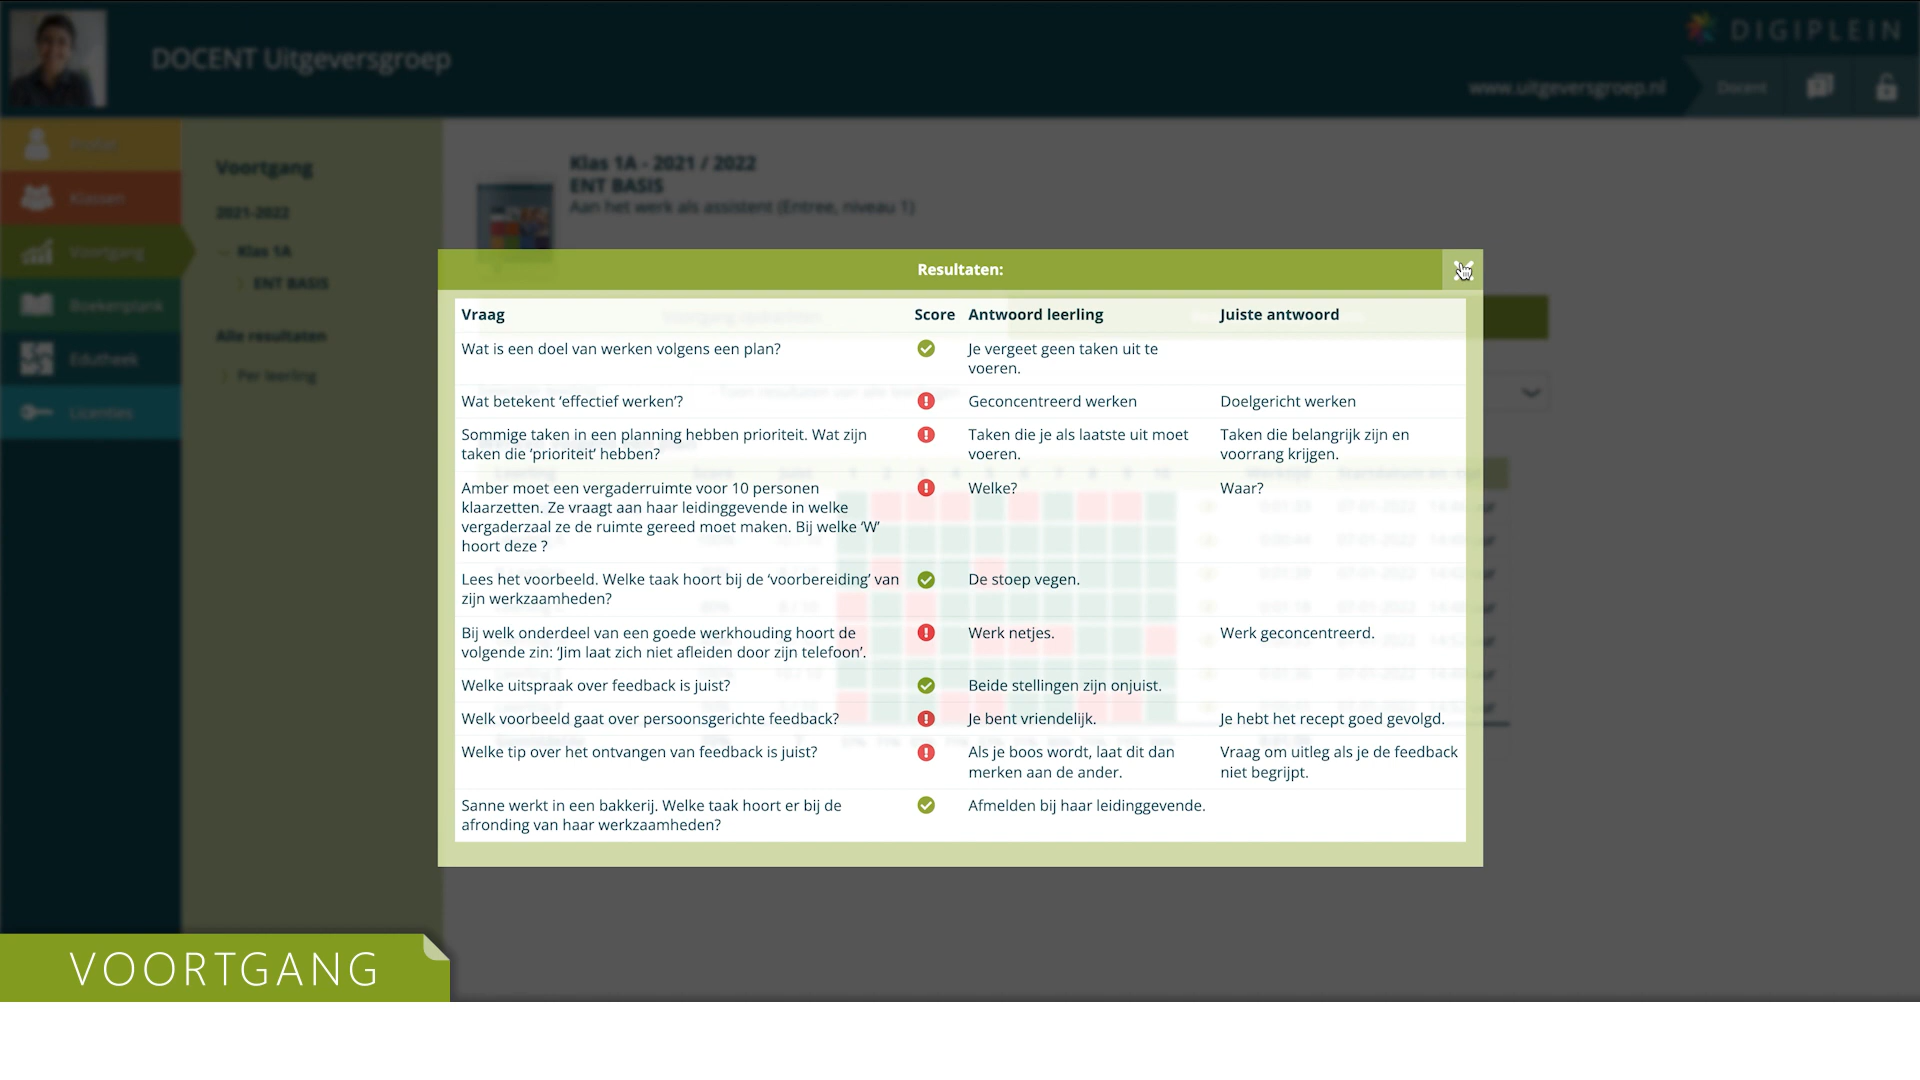 DOCENT Uitgeversgroep
DIGIPLEIN
www.uitgeversgroep.nl
Docent
Profiel
Klassen
Voortgang
Boekenplank
Edutheek
Licenties
Voortgang
2021-2022
Klas 1A
ENT BASIS
Alle resultaten
Per leerling
Klas 1A - 2021 / 2022
ENT BASIS
Aan het werk als assistent (Entree, niveau 1)
Resultaten:
Vraag Score Antwoord leerling Juiste antwoord
Wat is een doel van werken volgens een plan? Je vergeet geen taken uit te
voeren.
Wat betekent ‘effectief werken’? Geconcentreerd werken Doelgericht werken
Sommige taken in een planning hebben prioriteit. Wat zijn Taken die je als laatste uit moet Taken die belangrijk zijn en
taken die ‘prioriteit’ hebben? voeren. voorrang krijgen.
Amber moet een vergaderruimte voor 10 personen Welke? Waar?
klaarzetten. Ze vraagt aan haar leidinggevende in welke
vergaderzaal ze de ruimte gereed moet maken. Bij welke ‘W’
hoort deze ?
Lees het voorbeeld. Welke taak hoort bij de ‘voorbereiding’ van De stoep vegen.
zijn werkzaamheden?
Bij welk onderdeel van een goede werkhouding hoort de Werk netjes. Werk geconcentreerd.
volgende zin: ‘Jim laat zich niet afleiden door zijn telefoon’.
Welke uitspraak over feedback is juist? Beide stellingen zijn onjuist.
Welk voorbeeld gaat over persoonsgerichte feedback? Je bent vriendelijk. Je hebt het recept goed gevolgd.
Welke tip over het ontvangen van feedback is juist? Als je boos wordt, laat dit dan Vraag om uitleg als je de feedback
merken aan de ander. niet begrijpt.
Sanne werkt in een bakkerij. Welke taak hoort er bij de Afmelden bij haar leidinggevende.
afronding van haar werkzaamheden?
VOORTGANG